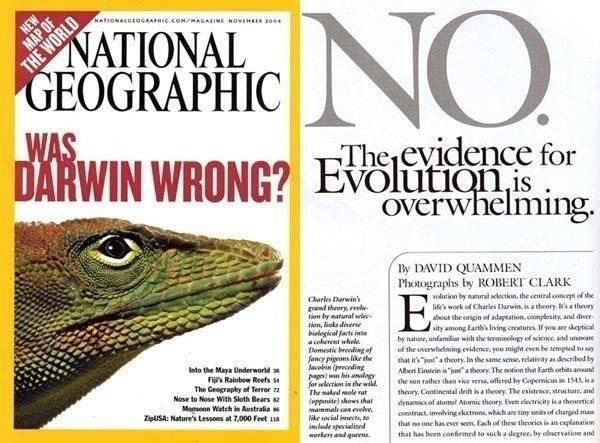 NEW
MAP OF
THE WORLD
NATIONALGEOGRAPHIC.COM/MAGAZINE NOVEMBER 2004
NATIONAL
GEOGRAPHIC
WAS
DARWIN WRONG?
Into the Maya Underworld 36
Fiji's Rainbow Reefs 54
The Geography of Terror 72
Nose to Nose With Sloth Bears 82
Monsoon Watch in Australia 86
ZipUSA: Nature's Lessons at 7,000 Feet 118
NO.
The evidence for
Evolution is
overwhelming.
By DAVID QUAMMEN
Photographs by ROBERT CLARK
Charles Darwin's
grand theory, evolu-
tion by natural selec-
tion, links diverse
biological facts into
a coherent whole.
Domestic breeding of
fancy pigeons like the
Jacobin (preceding
pages) was his analogy
for selection in the wild.
The naked mole rat
(opposite) shows that
mammals can evolve,
like social insects, to
include specialized
workers and queens.
Evolution by natural selection, the central concept of the
life's work of Charles Darwin, is a theory. It's a theory
about the origin of adaptation, complexity, and diver-
sity among Earth's living creatures. If you are skeptical
by nature, unfamiliar with the terminology of science, and unaware
of the overwhelming evidence, you might even be tempted to say
that it's "just" a theory. In the same sense, relativity as described by
Albert Einstein is "just" a theory. The notion that Earth orbits around
the sun rather than vice versa, offered by Copernicus in 1543, is a
theory. Continental drift is a theory. The existence, structure, and
dynamics of atoms? Atomic theory. Even electricity is a theoretical
construct, involving electrons, which are tiny units of charged mass
that no one has ever seen. Each of these theories is an explanation
that has been confirmed to such a degree, by observation and